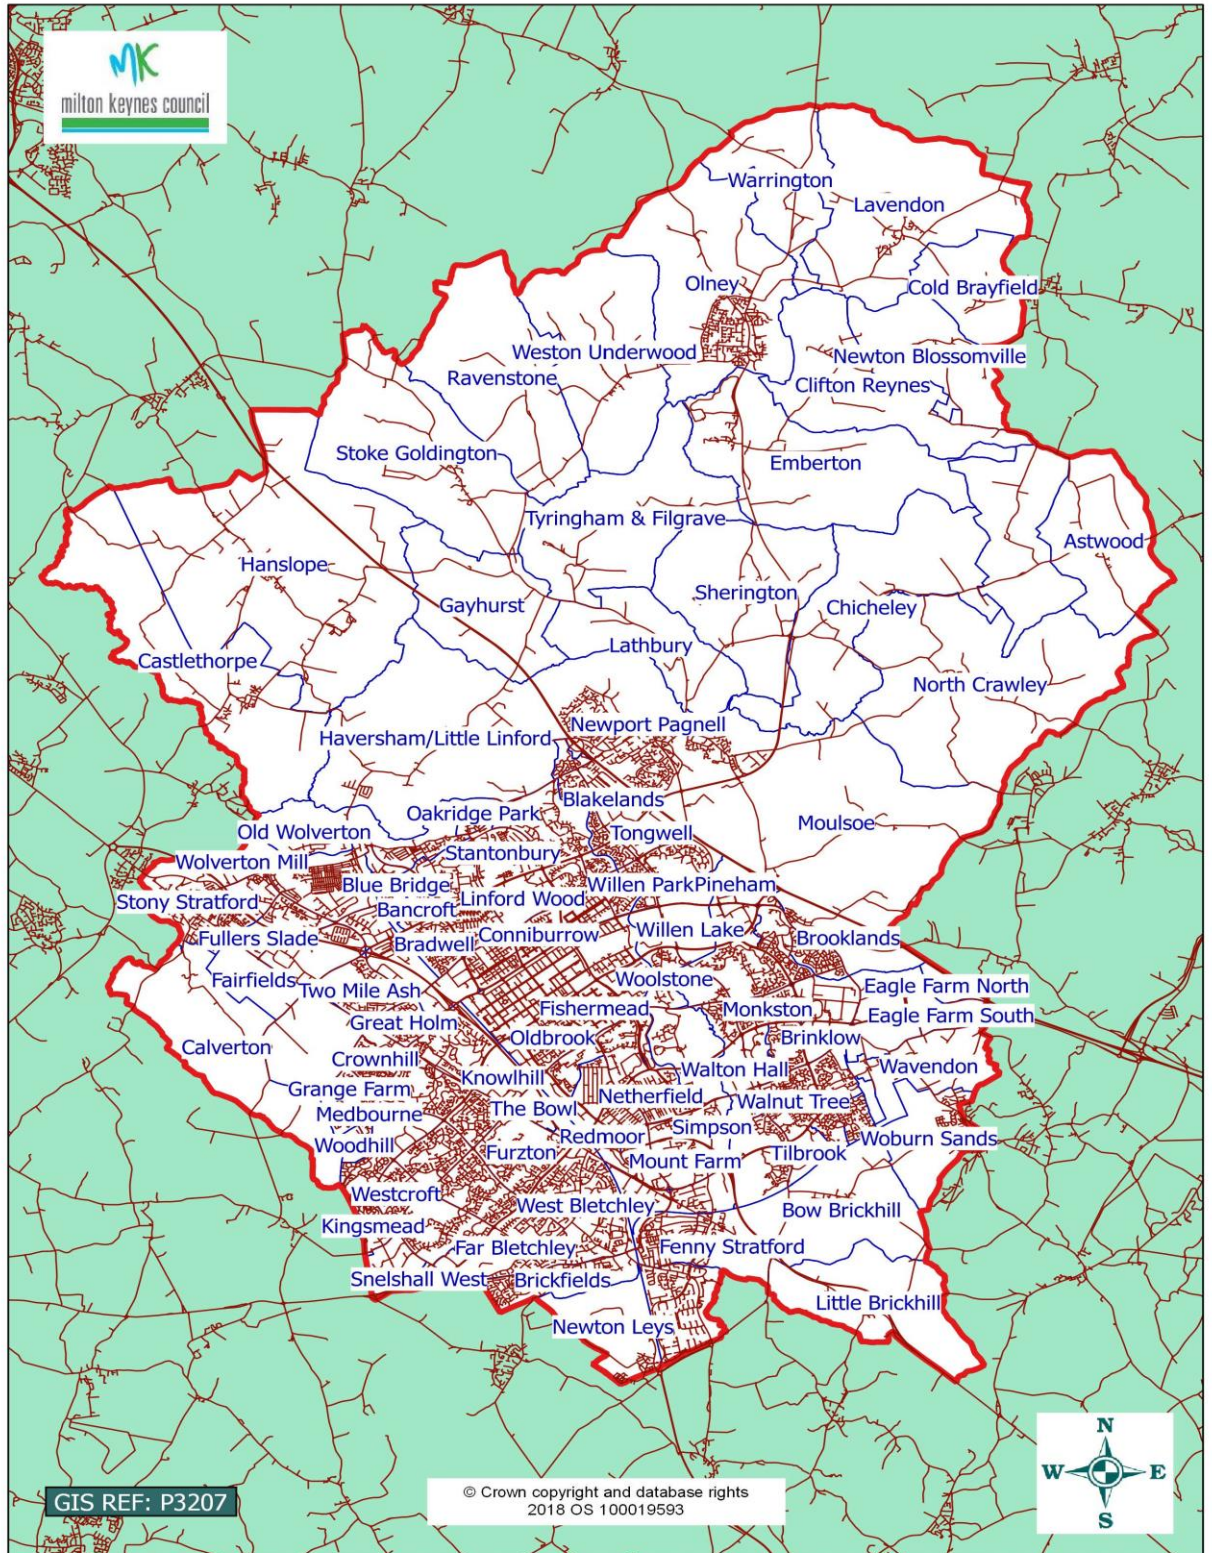 MK
milton keynes council
Warrington
Lavendon
Olney
Cold Brayfield
Weston Underwood
Newton Blossomville
Ravenstone
Clifton Reynes
Stoke Goldington
Emberton
Tyringham & Filgrave
Astwood
Hanslope
Sherington
Gayhurst
Chicheley
Lathbury
Castlethorpe
North Crawley
Newport Pagnell
Haversham/Little Linford
Blakelands
Oakridge Park
Moulsoe
Old Wolverton
Tongwell
Stantonbury
Wolverton Mill
Blue Bridge
Willen Park
Pineham
Stony Stratford
Linford Wood
Bancroft
Fullers Slade
Bradwell
Conniburrow
Willen Lake
Brooklands
Fairfields
Two Mile Ash
Woolstone
Eagle Farm North
Fishermead
Monkston
Eagle Farm South
Great Holm
Oldbrook
Brinklow
Calverton
Crownhill
Walton Hall
Wavendon
Knowlhill
Grange Farm
Netherfield
Walnut Tree
Medbourne
The Bowl
Simpson
Redmoor
Woburn Sands
Woodhill
Furzton
Mount Farm
Tilbrook
Westcroft
West Bletchley
Bow Brickhill
Kingsmead
Far Bletchley
Fenny Stratford
Snelshall West
Brickfields
Little Brickhill
Newton Leys
N
W E
S
GIS REF: P3207
© Crown copyright and database rights
2018 OS 100019593